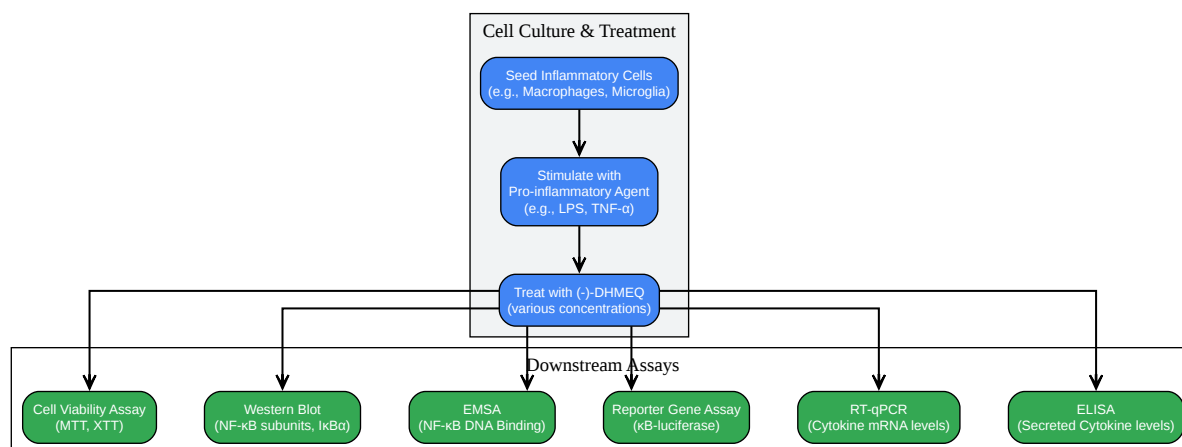 Cell Culture & Treatment
Seed Inflammatory Cells
(e.g., Macrophages, Microglia)
Stimulate with
Pro-inflammatory Agent
(e.g., LPS, TNF-α)
Treat with (-)-DHMEQ
(various concentrations)
Downstream Assays
Cell Viability Assay
(MTT, XTT)
Western Blot
(NF-κB subunits, IκBα)
EMSA
(NF-κB DNA Binding)
Reporter Gene Assay
(κB-luciferase)
RT-qPCR
(Cytokine mRNA levels)
ELISA
(Secreted Cytokine levels)